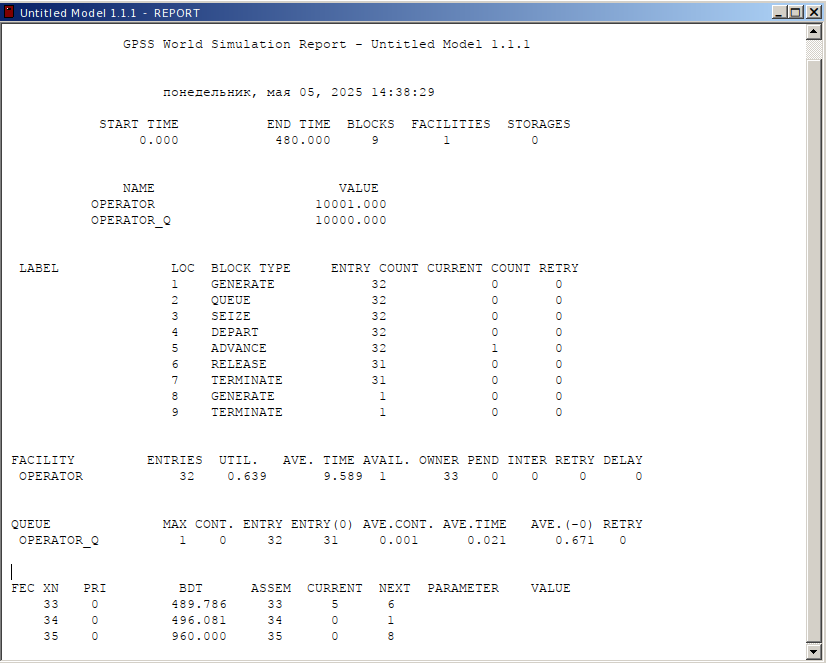 Untitled Model 1.1.1 - REPORT
GPSS World Simulation Report - Untitled Model 1.1.1
понедельник, мая 05, 2025 14:38:29
START TIME END TIME BLOCKS FACILITIES STORAGES
0.000 480.000 9 1 0
NAME VALUE
OPERATOR 10001.000
OPERATOR_Q 10000.000
LABEL LOC BLOCK TYPE ENTRY COUNT CURRENT COUNT RETRY
1 GENERATE 32 0 0
2 QUEUE 32 0 0
3 SEIZE 32 0 0
4 DEPART 32 0 0
5 ADVANCE 32 1 0
6 RELEASE 31 0 0
7 TERMINATE 31 0 0
8 GENERATE 1 0 0
9 TERMINATE 1 0 0
FACILITY ENTRIES UTIL. AVE. TIME AVAIL. OWNER PEND INTER RETRY DELAY
OPERATOR 32 0.639 9.589 1 33 0 0 0 0
QUEUE MAX CONT. ENTRY ENTRY(0) AVE.CONT. AVE.TIME AVE.(-0) RETRY
OPERATOR_Q 1 0 32 31 0.001 0.021 0.671 0
FEC XN PRI BDT ASSEM CURRENT NEXT PARAMETER VALUE
33 0 489.786 33 5 6
34 0 496.081 34 0 1
35 0 960.000 35 0 8